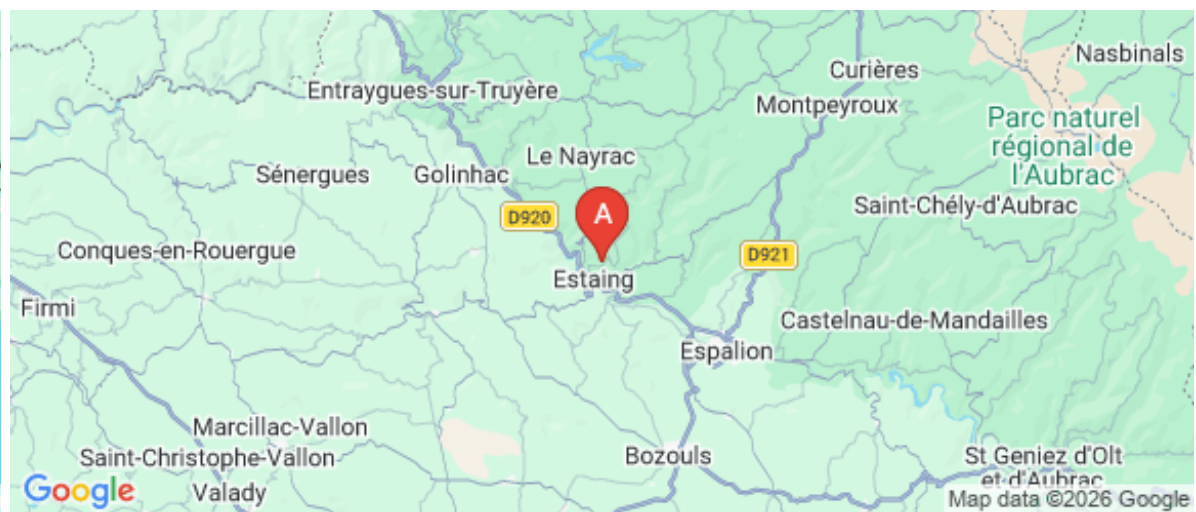 Nasbinals
Curières
Entraygues-sur-Truyère
Montpeyroux
Parc naturel
régional de
l'Aubrac
Le Nayrac
Sénergues
Golinhac
Saint-Chély-d'Aubrac
A
D920
Conques-en-Rouergue
D921
Estaing
Firmi
Castelnau-de-Mandailles
Espalion
Marcillac-Vallon
Saint-Christophe-Vallon
Bozouls
St Geniez d'Olt
et d'Aubrac
Valady
Google
Map data ©2026 Google